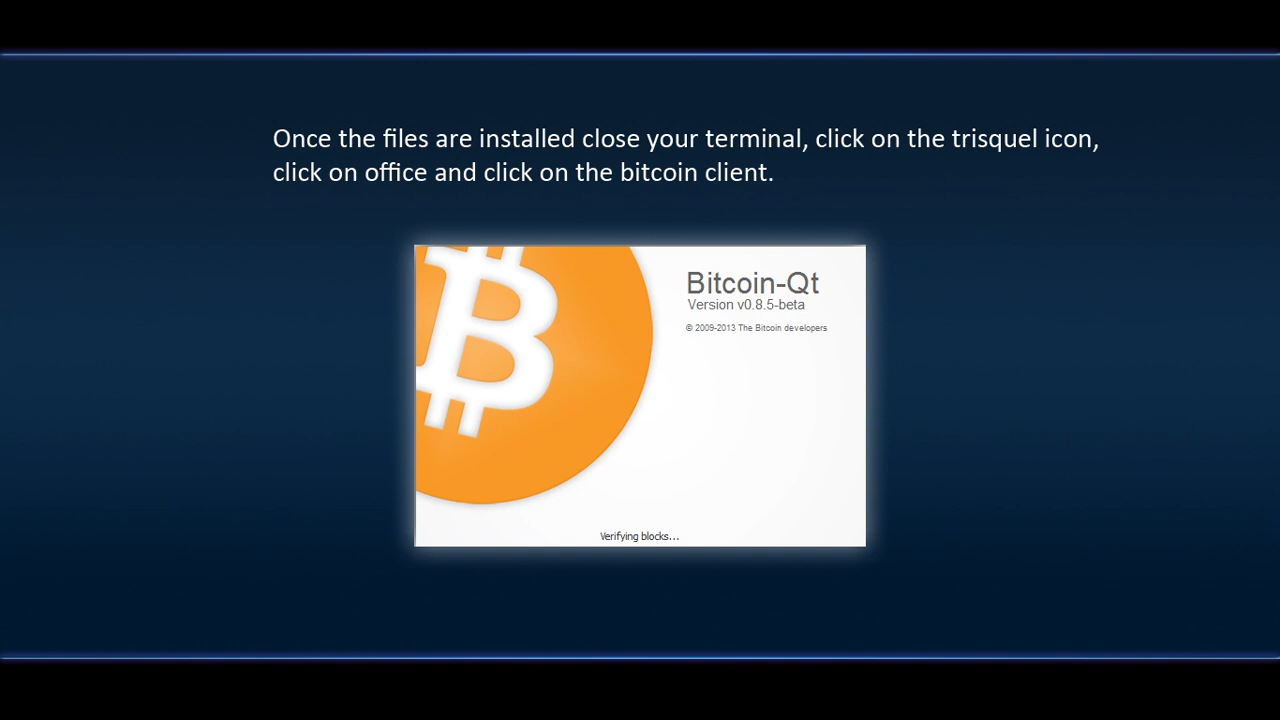 Once the files are installed close your terminal, click on the trisquel icon,
click on office and click on the bitcoin client.
Bitcoin-Qt
Version v0.8.5-beta
© 2009-2013 The Bitcoin developers
Verifying blocks...